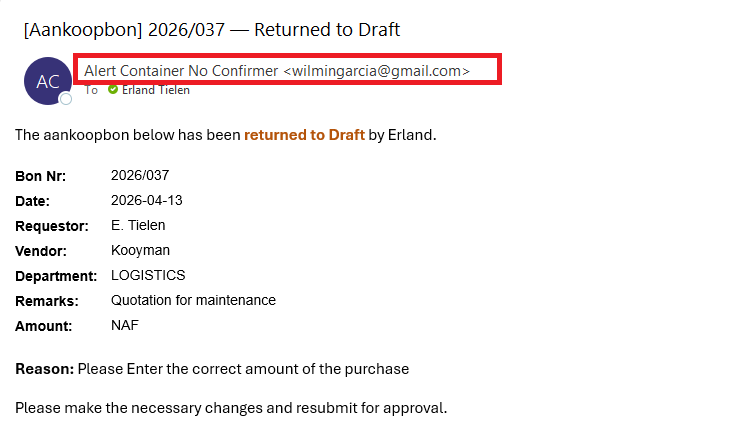 [Aankoopbon] 2026/037 — Returned to Draft
AC
Alert Container No Confirmer <wilmingarcia@gmail.com>
To Erland Tielen
The aankoopbon below has been returned to Draft by Erland.
Bon Nr: 2026/037
Date: 2026-04-13
Requestor: E. Tielen
Vendor: Kooyman
Department: LOGISTICS
Remarks: Quotation for maintenance
Amount: NAF
Reason: Please Enter the correct amount of the purchase
Please make the necessary changes and resubmit for approval.